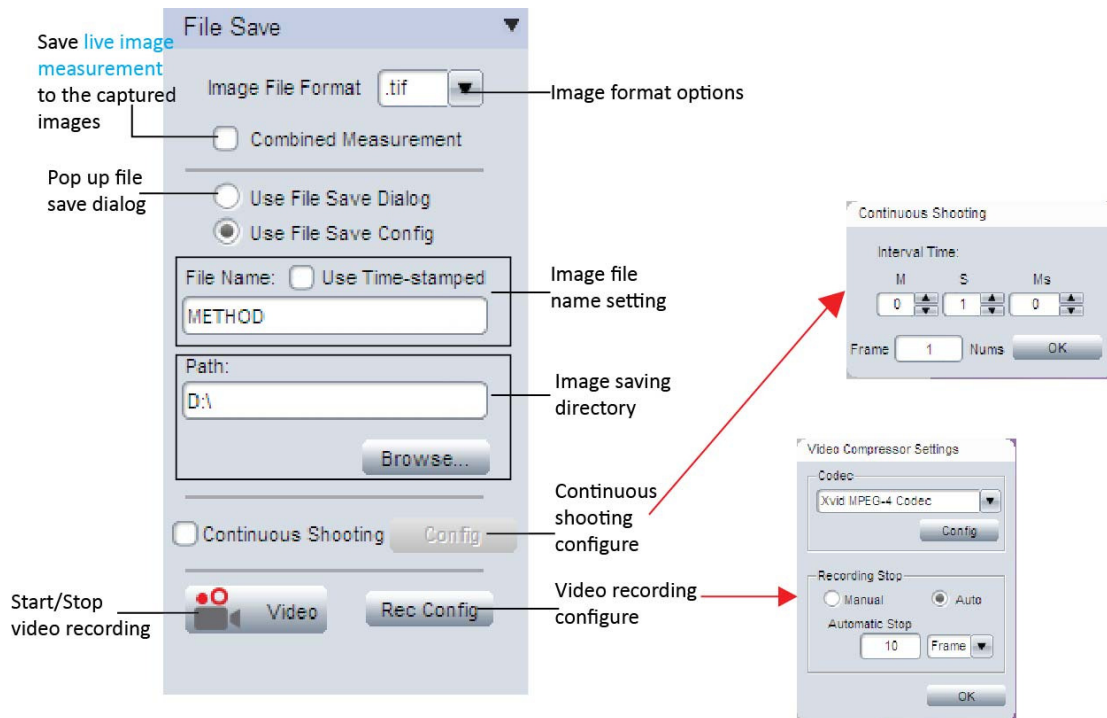 File Save
Save live image
measurement
to the captured
images
Image File Format
.tif
Image format options
Combined Measurement
Pop up file
save dialog
Use File Save Dialog
Use File Save Config
File Name:
Use Time-stamped
METHOD
Image file
name setting
Path:
D:\
Browse...
Image saving
directory
Continuous Shooting
Config
Continuous
shooting
configure
Start/Stop
video recording
Video
Rec Config
Video recording
configure
Continuous Shooting
Interval Time:
M S Ms
0 1 0
Frame 1 Nums OK
Video Compressor Settings
Codec
Xvid MPEG-4 Codec
Config
Recording Stop
Manual Auto
Automatic Stop
10 Frame
OK